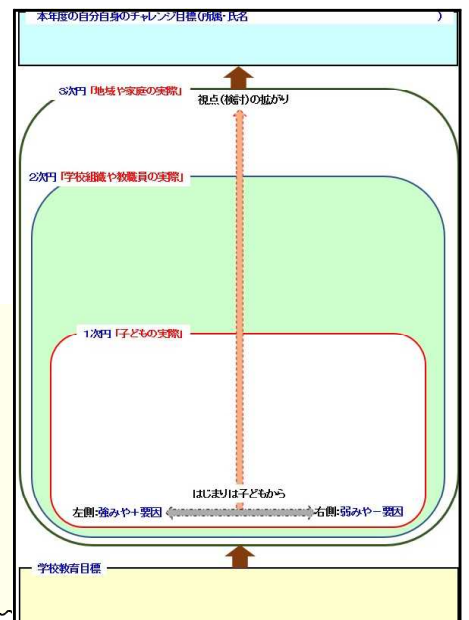 本年度の自分自身のチャレンジ目標(所属・氏名　　　　　　　　　　)
3次円「地域や家庭の実際」
視点(検討)の拡がり
2次円「学校組織や教職員の実際」
1次円「子どもの実際」
はじまりは子どもから
左側:強みや+要因
右側:弱みや−要因
学校教育目標